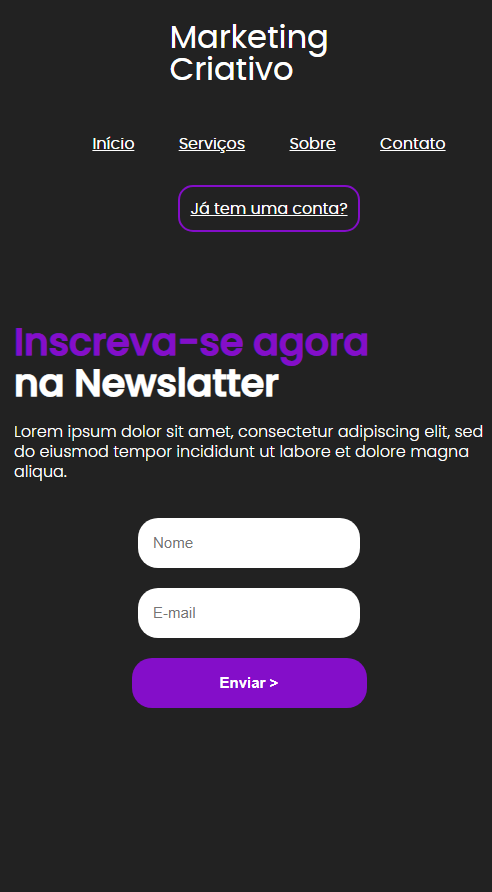 Marketing
Criativo
Início Serviços Sobre Contato
Já tem uma conta?
Inscreva-se agora
na Newslatter
Lorem ipsum dolor sit amet, consectetur adipiscing elit, sed
do eiusmod tempor incididunt ut labore et dolore magna
aliqua.
Nome
E-mail
Enviar >